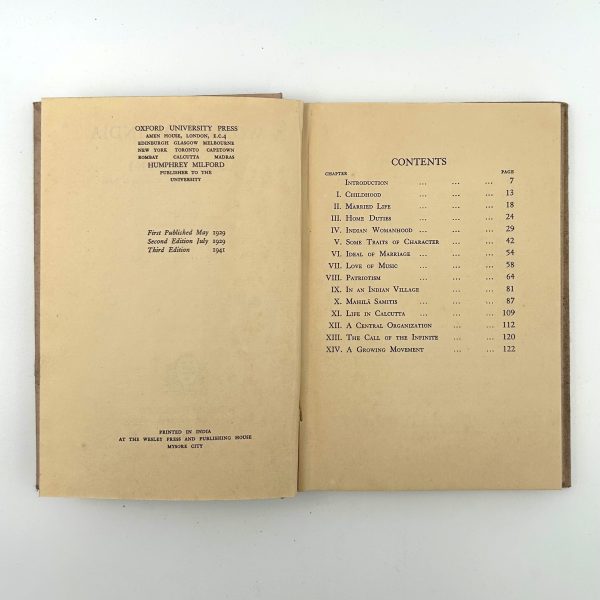 OXFORD UNIVERSITY PRESS
AMEN HOUSE, LONDON, E.C.4
EDINBURGH GLASGOW MELBOURNE
NEW YORK TORONTO CAPETOWN
BOMBAY CALCUTTA MADRAS
HUMPHREY MILFORD
PUBLISHER TO THE
UNIVERSITY
First Published May 1929
Second Edition July 1929
Third Edition 1941
PRINTED IN INDIA
AT THE WESLEY PRESS AND PUBLISHING HOUSE
MYSORE CITY
CONTENTS
CHAPTER PAGE
Introduction ... ... ... 7
I. Childhood ... ... ... 13
II. Married Life ... ... ... 18
III. Home Duties ... ... ... 24
IV. Indian Womanhood ... ... ... 29
V. Some Traits of Character ... ... 42
VI. Ideal of Marriage ... ... ... 54
VII. Love of Music ... ... ... 58
VIII. Patriotism ... ... ... 64
IX. In an Indian Village ... ... 81
X. Mahilā Samitis ... ... ... 87
XI. Life in Calcutta ... ... ... 109
XII. A Central Organization ... ... 112
XIII. The Call of the Infinite ... ... 120
XIV. A Growing Movement ... ... 122